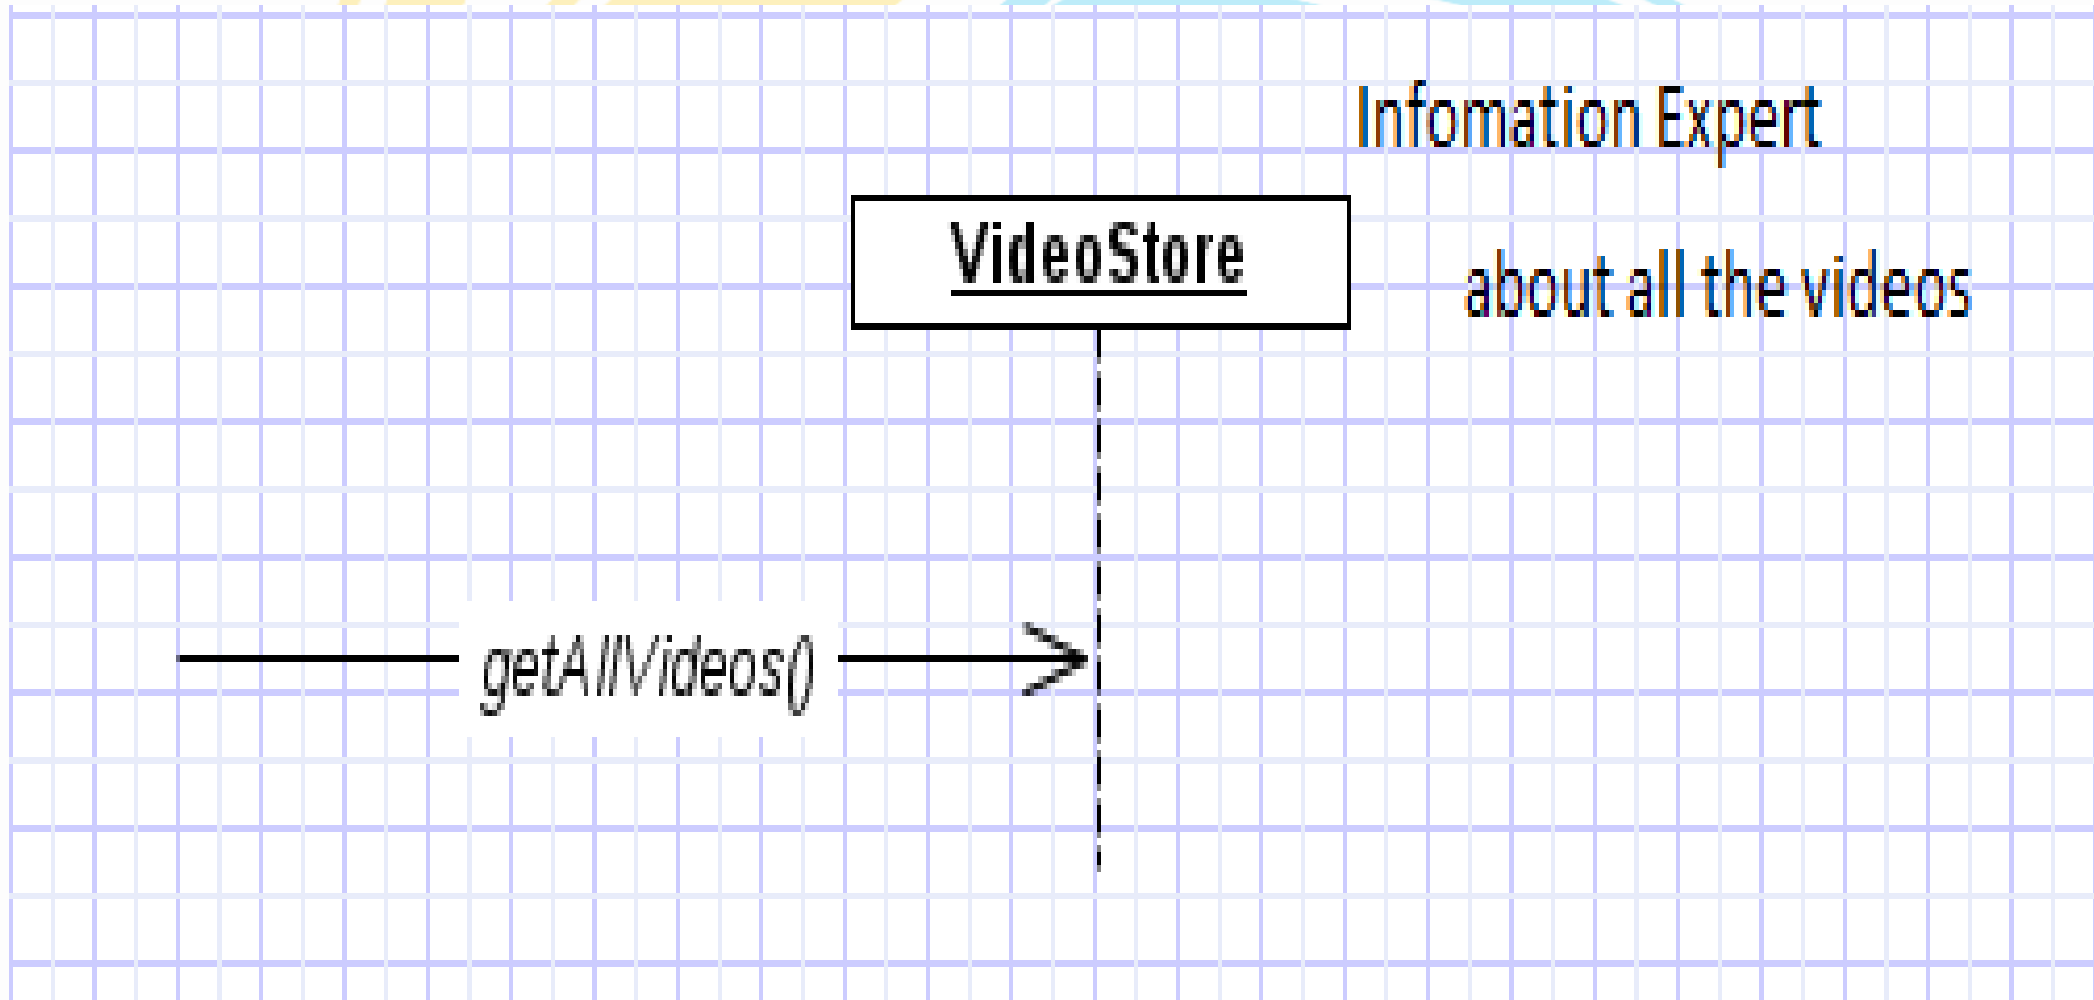 Infomation Expert
VideoStore
about all the videos
getAllVideos()